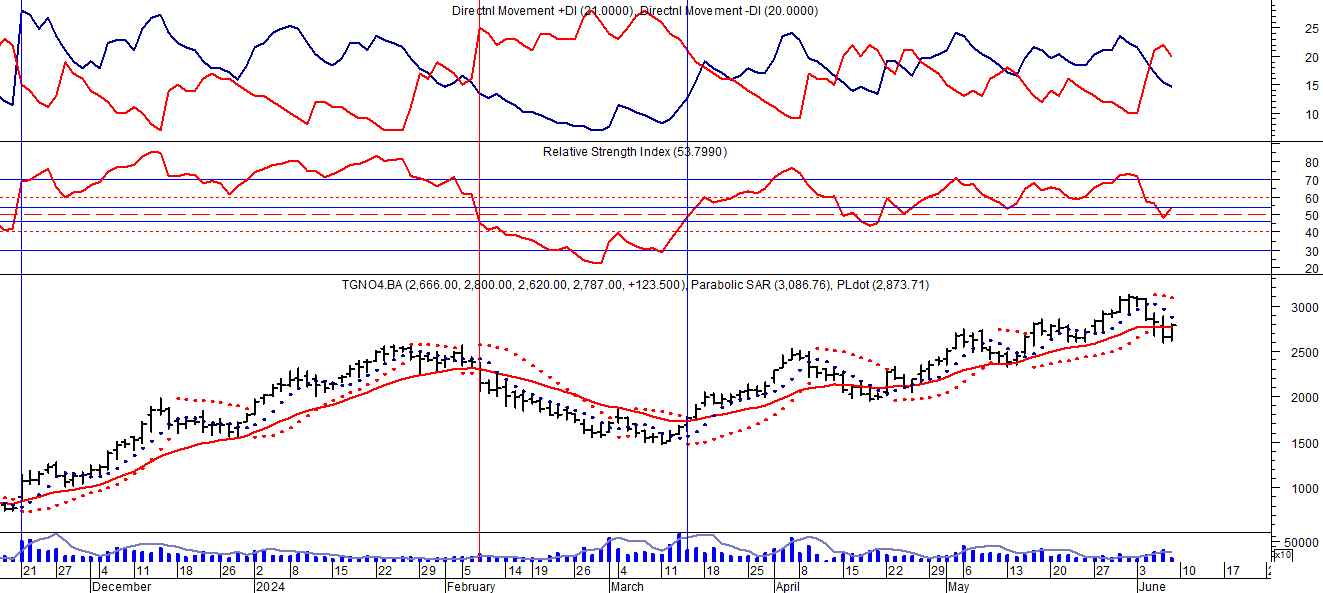 Directnl Movement +DI (21.0000), Directnl Movement -DI (20.0000)
25
20
15
10
Relative Strength Index (53.7990)
80
70
60
50
40
30
20
TGNO4.BA (2,666.00, 2,800.00, 2,620.00, 2,787.00, +123.500), Parabolic SAR (3,086.76), PLdot (2,873.71)
3000
2500
2000
1500
1000
50000
x10
21 27 4 11 18 26 2 8 15 22 29 5 14 19 26 4 11 18 25 1 8 15 22 29 6 13 20 27 3 10 17
December 2024 February March April May June